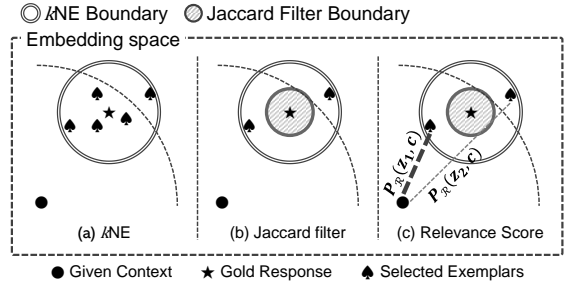 kNE Boundary Jaccard Filter Boundary
Embedding space
P_R(z_1, c)
P_R(z_2, c)
(a) kNE (b) Jaccard filter (c) Relevance Score
Given Context Gold Response Selected Exemplars